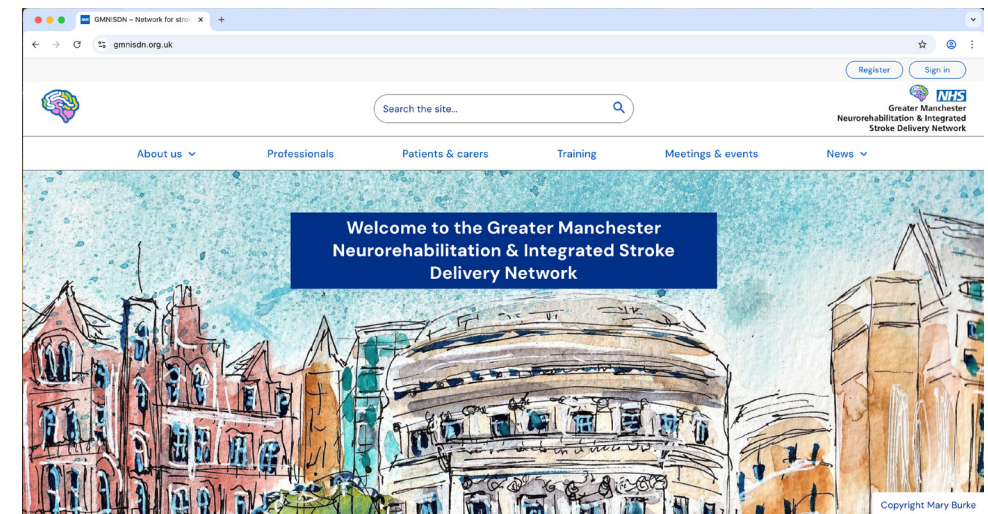 GMNISDN – Network for stro
gmnisdn.org.uk
Register
Sign in
Search the site...
NHS
Greater Manchester
Neurorehabilitation & Integrated
Stroke Delivery Network
About us
Professionals
Patients & carers
Training
Meetings & events
News
Welcome to the Greater Manchester
Neurorehabilitation & Integrated Stroke
Delivery Network
Copyright Mary Burke